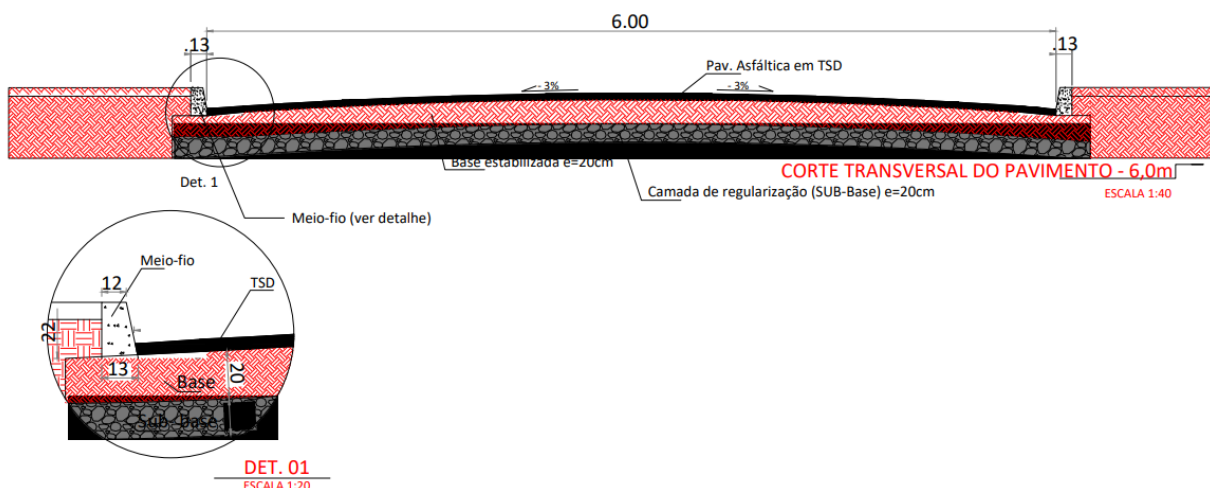 6.00
.13
.13
Pav. Asfáltica em TSD
- 3%
- 3%
Base estabilizada e=20cm
CORTE TRANSVERSAL DO PAVIMENTO - 6,0m
ESCALA 1:40
Det. 1
Camada de regularização (SUB-Base) e=20cm
Meio-fio (ver detalhe)
Meio-fio
12
TSD
22
13
20
Base
Sub-base
DET. 01
ESCALA 1:20